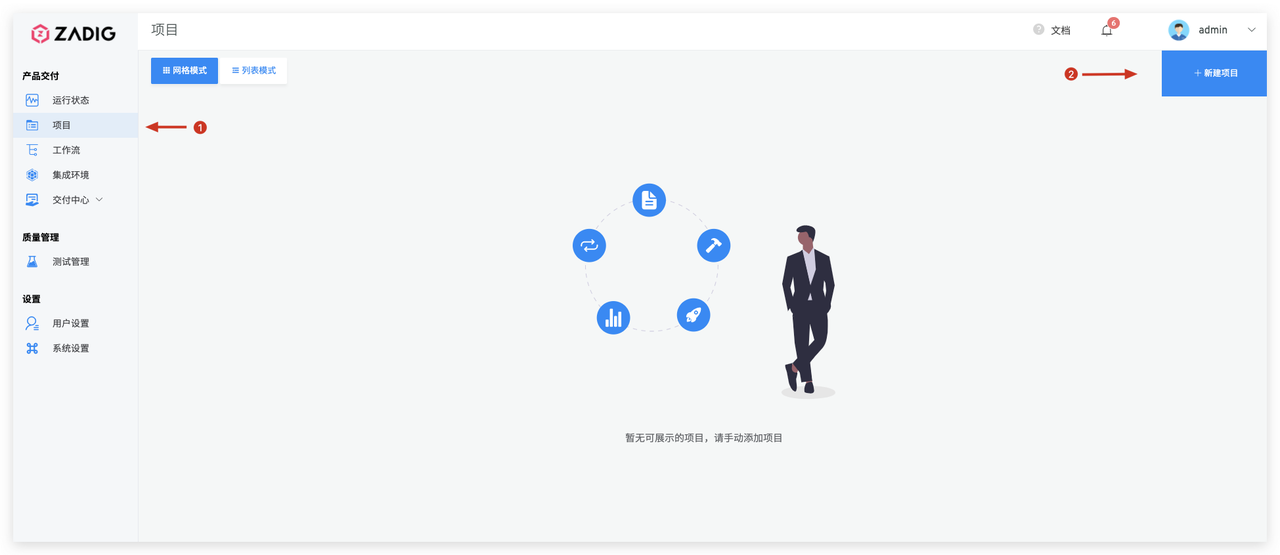 ZADIG
项目
? 文档
6
admin
产品交付
运行状态
项目
工作流
集成环境
交付中心
质量管理
测试管理
设置
用户设置
系统设置
网格模式
列表模式
1
2
+ 新建项目
暂无可展示的项目，请手动添加项目